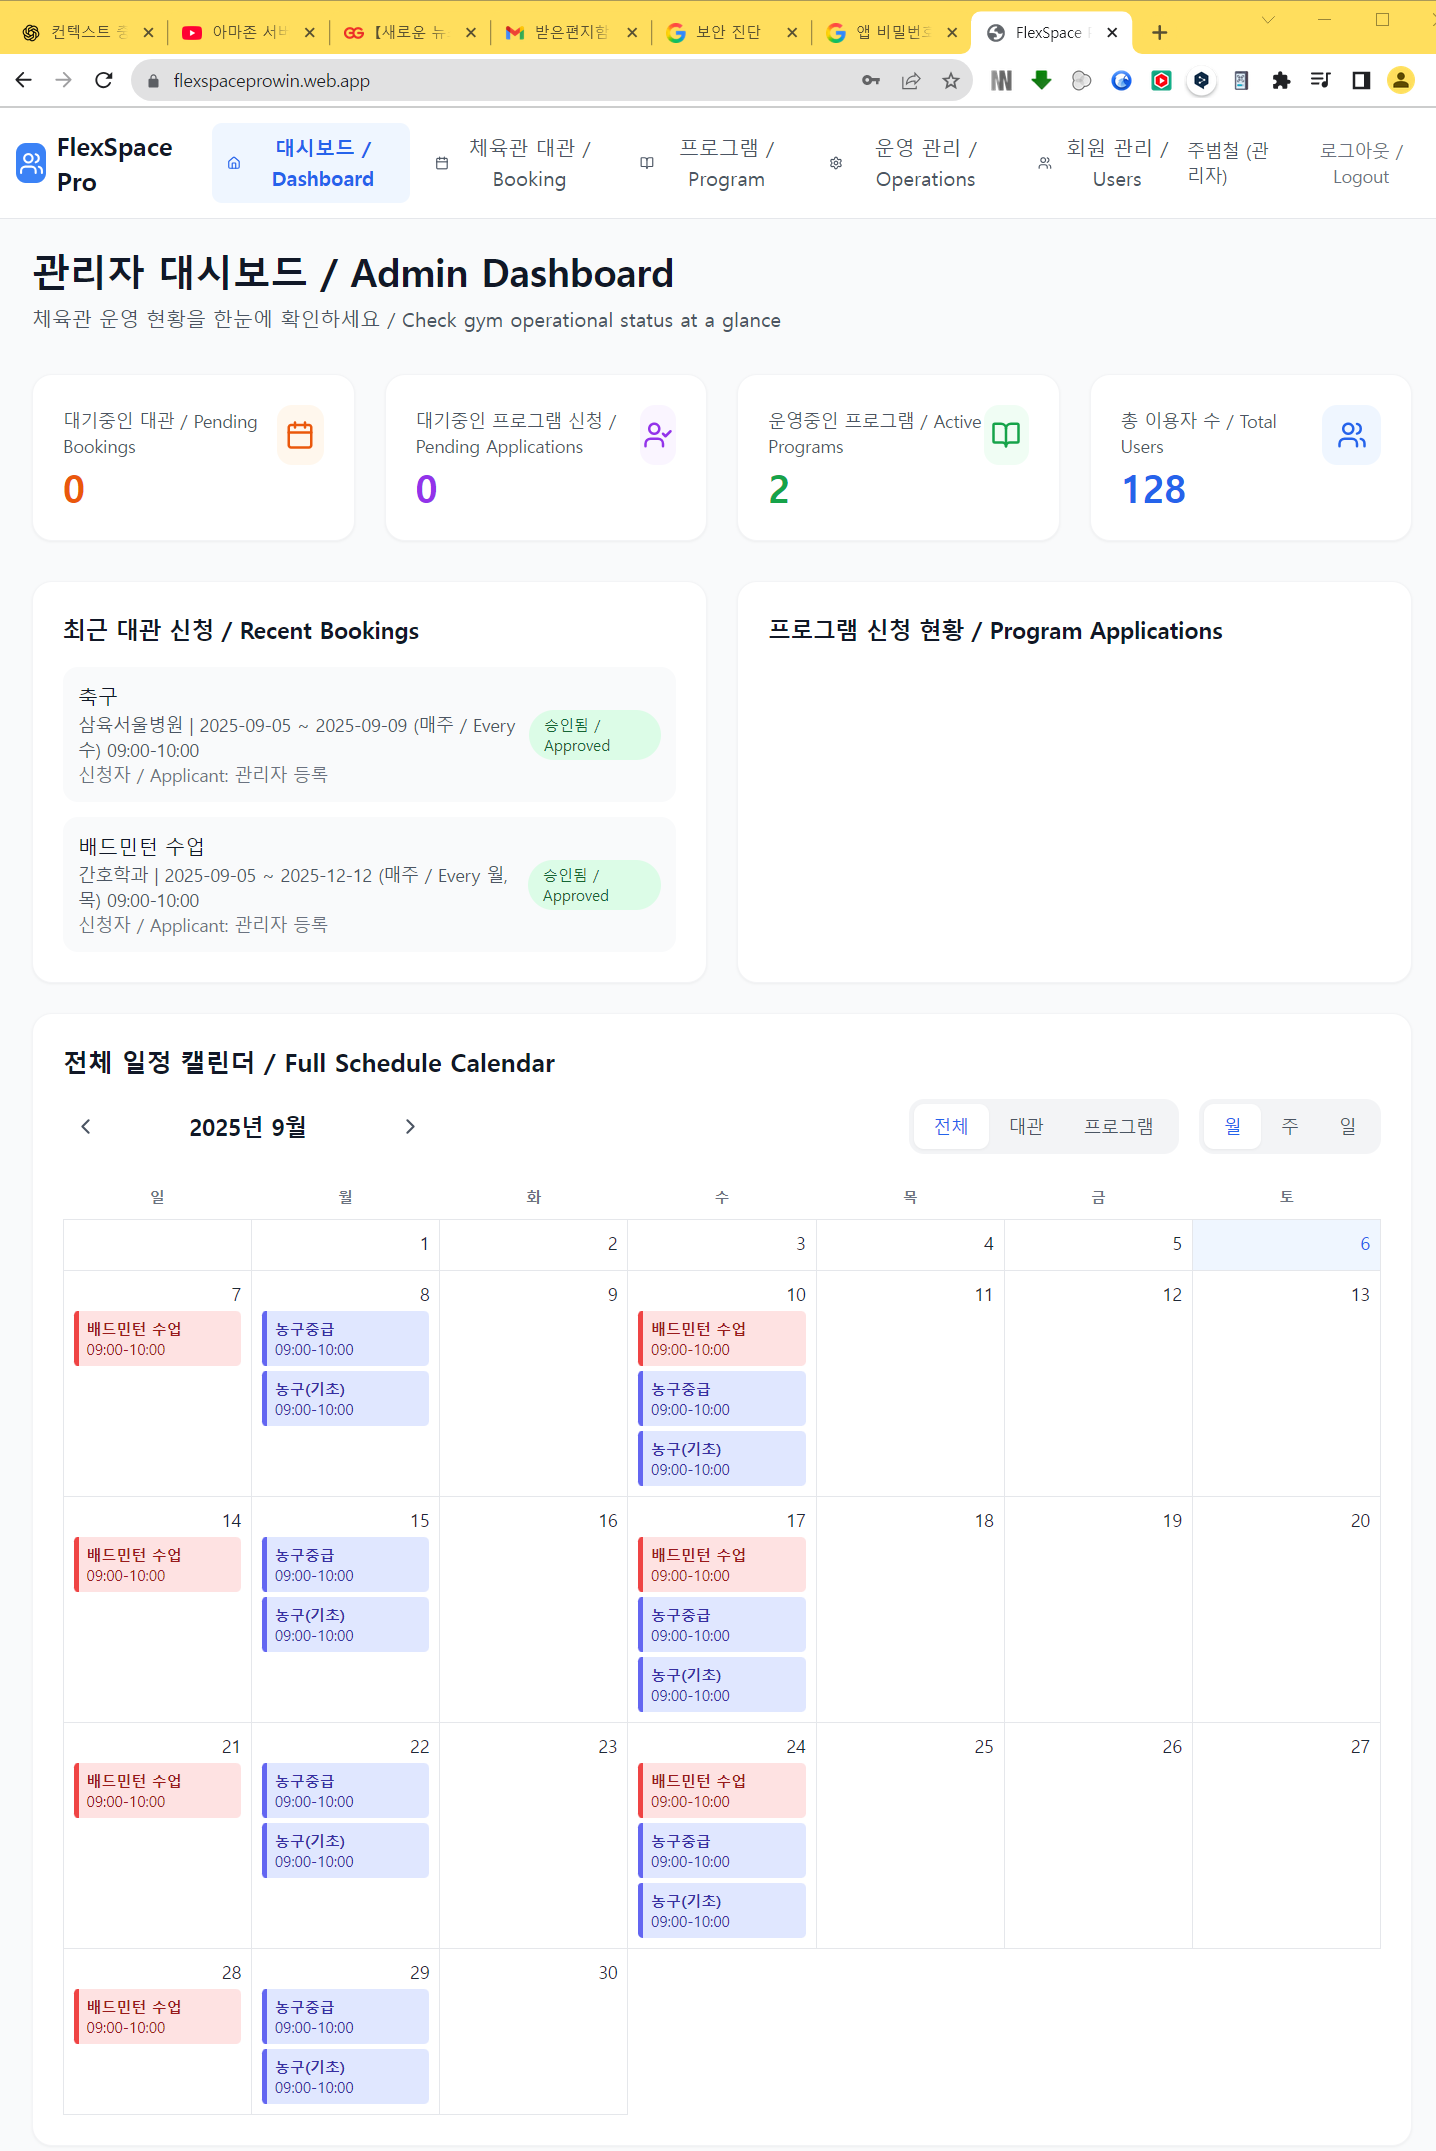 컨텍스트
아마존 서
【새로운 뉴
받은편지함
보안 진단
앱 비밀번호
FlexSpace
flexspaceprowin.web.app
FlexSpace
Pro
대시보드 /
Dashboard
체육관 대관 /
Booking
프로그램 /
Program
운영 관리 /
Operations
회원 관리 /
Users
주범철 (관
리자)
로그아웃 /
Logout
관리자 대시보드 / Admin Dashboard
체육관 운영 현황을 한눈에 확인하세요 / Check gym operational status at a glance
대기중인 대관 / Pending
Bookings
0
대기중인 프로그램 신청 /
Pending Applications
0
운영중인 프로그램 / Active
Programs
2
총 이용자 수 / Total
Users
128
최근 대관 신청 / Recent Bookings
축구
삼육서울병원 | 2025-09-05 ~ 2025-09-09 (매주 / Every
수) 09:00-10:00
신청자 / Applicant: 관리자 등록
승인됨 /
Approved
배드민턴 수업
간호학과 | 2025-09-05 ~ 2025-12-12 (매주 / Every 월,
목) 09:00-10:00
신청자 / Applicant: 관리자 등록
승인됨 /
Approved
프로그램 신청 현황 / Program Applications
전체 일정 캘린더 / Full Schedule Calendar
2025년 9월
전체 대관 프로그램
월 주 일
일 월 화 수 목 금 토
1 2 3 4 5 6
7 8 9 10 11 12 13
배드민턴 수업
09:00-10:00
농구중급
09:00-10:00
농구(기초)
09:00-10:00
배드민턴 수업
09:00-10:00
농구중급
09:00-10:00
농구(기초)
09:00-10:00
14 15 16 17 18 19 20
배드민턴 수업
09:00-10:00
농구중급
09:00-10:00
농구(기초)
09:00-10:00
배드민턴 수업
09:00-10:00
농구중급
09:00-10:00
농구(기초)
09:00-10:00
21 22 23 24 25 26 27
배드민턴 수업
09:00-10:00
농구중급
09:00-10:00
농구(기초)
09:00-10:00
배드민턴 수업
09:00-10:00
농구중급
09:00-10:00
농구(기초)
09:00-10:00
28 29 30
배드민턴 수업
09:00-10:00
농구중급
09:00-10:00
농구(기초)
09:00-10:00